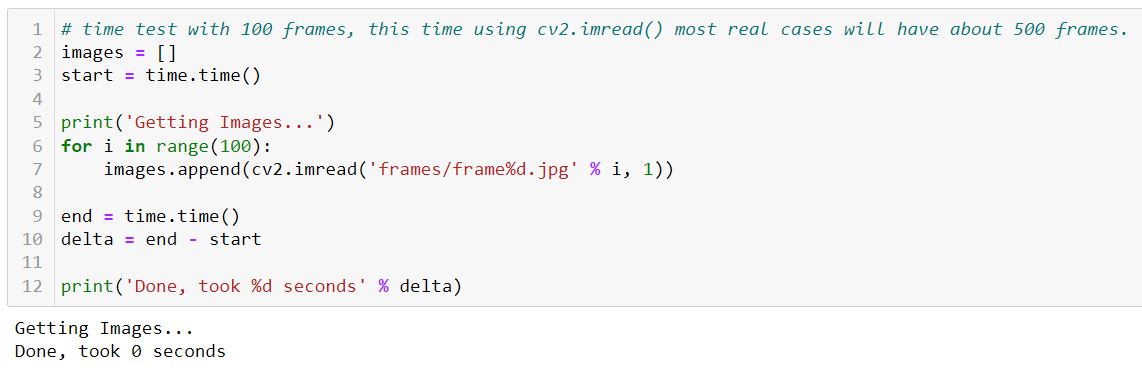 1 # time test with 100 frames, this time using cv2.imread() most real cases will have about 500 frames.
2 images = []
3 start = time.time()
4
5 print('Getting Images...')
6 for i in range(100):
7     images.append(cv2.imread('frames/frame%d.jpg' % i, 1))
8
9 end = time.time()
10 delta = end - start
11
12 print('Done, took %d seconds' % delta)
Getting Images...
Done, took 0 seconds